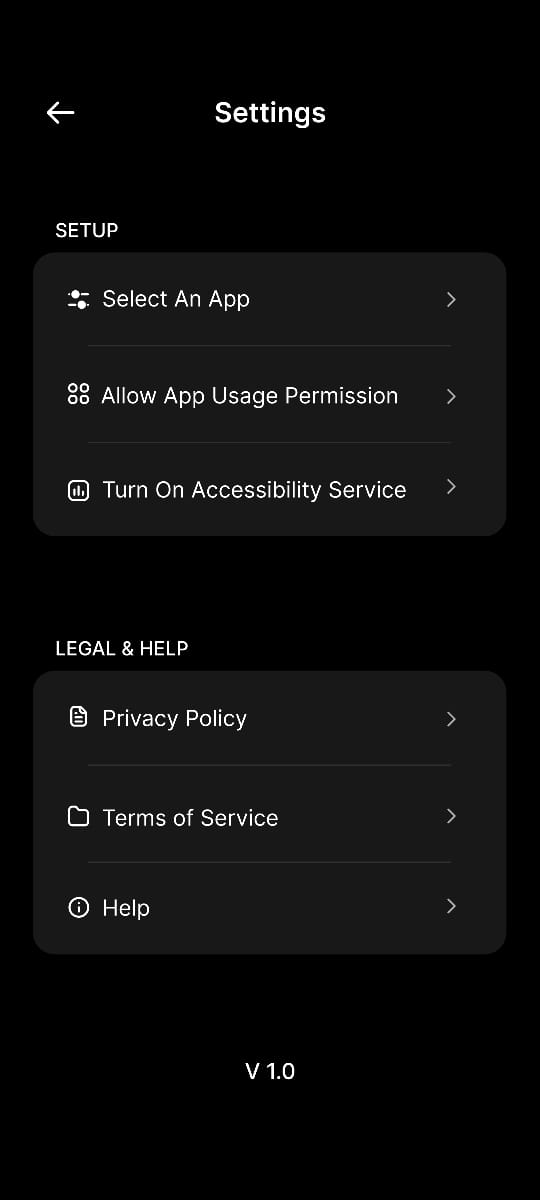 Settings
SETUP
Select An App
Allow App Usage Permission
Turn On Accessibility Service
LEGAL & HELP
Privacy Policy
Terms of Service
Help
V 1.0